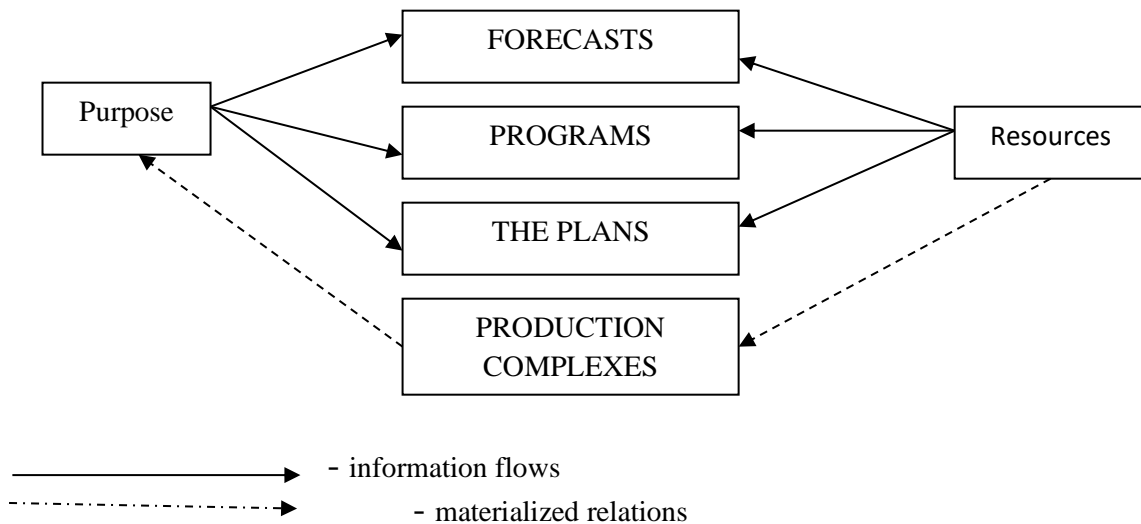 FORECASTS
Purpose
PROGRAMS
Resources
THE PLANS
PRODUCTION
COMPLEXES
- information flows
- materialized relations